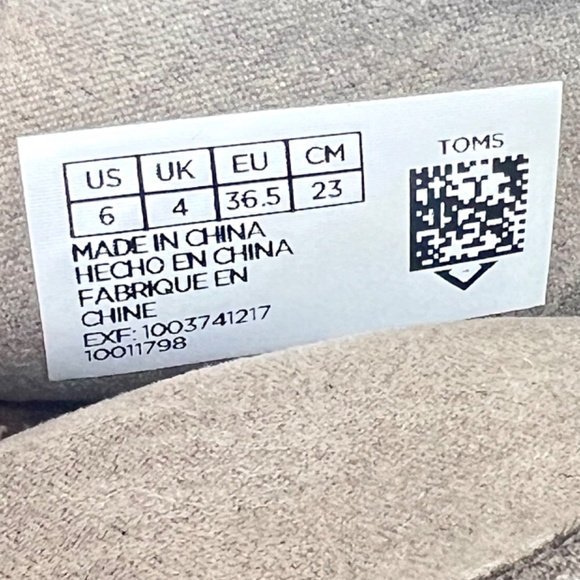 US UK EU CM
6 4 36.5 23
MADE IN CHINA
HECHO EN CHINA
FABRIQUE EN
CHINE
EXF: 1003741217
10011798
TOMS